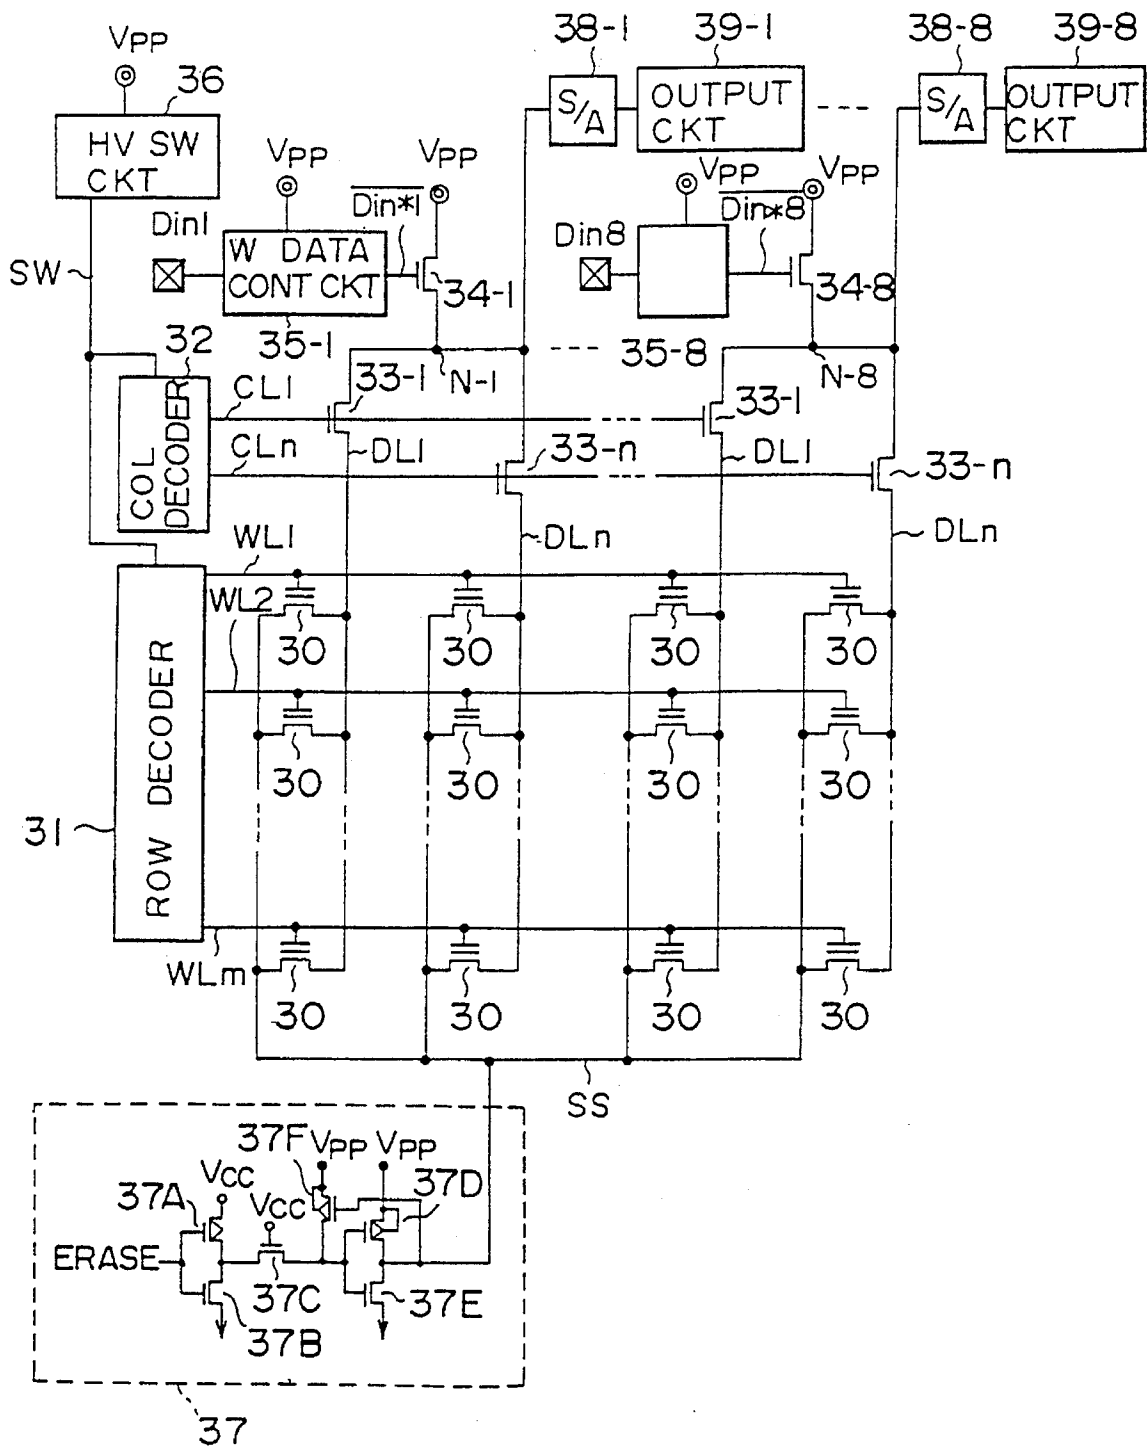 38-1
39-1
38-8
39-8
VPP
36
S/A
OUTPUT
CKT
S/A
OUTPUT
CKT
HV SW
CKT
VPP
VPP
VPP
VPP
Din1
Din*1
Din8
Din*8
SW
W DATA
CONT CKT
34-1
34-8
35-1
35-8
32
33-1
N-1
N-8
COL
DECODER
CL1
33-1
CLn
DL1
33-n
DL1
33-n
DLn
DLn
WL1
WL2
30
30
30
30
ROW DECODER
30
30
30
30
31
WLm
30
30
30
30
SS
37F
VPP
VPP
37D
VCC
37A
VCC
ERASE
37C
37E
37B
37